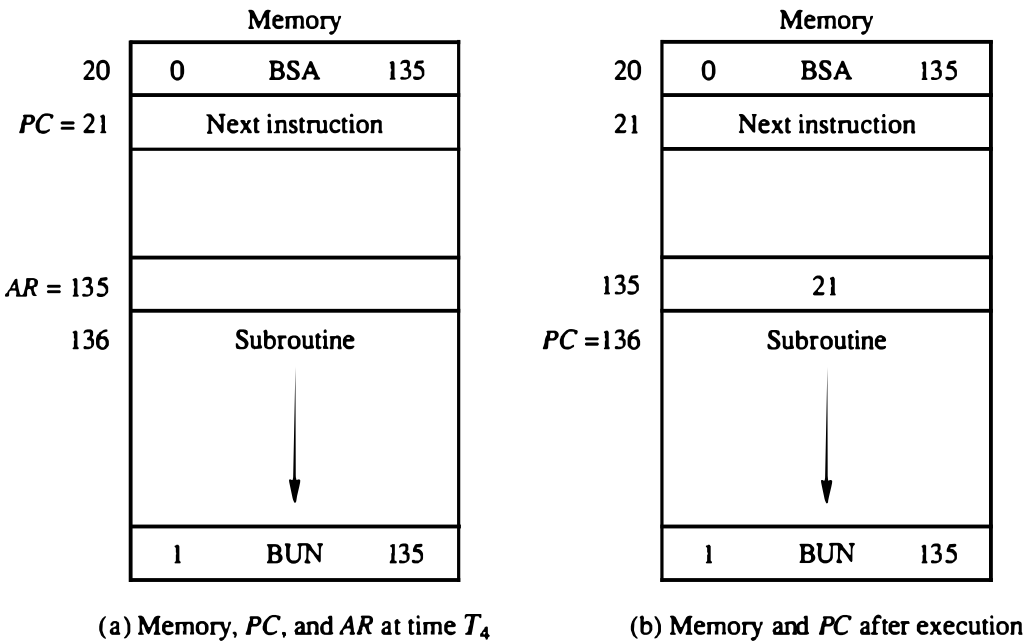 Memory
20 0 BSA 135
PC = 21 Next instruction
AR = 135
136 Subroutine
1 BUN 135
(a) Memory, PC, and AR at time T4
Memory
20 0 BSA 135
21 Next instruction
135 21
PC =136 Subroutine
1 BUN 135
(b) Memory and PC after execution